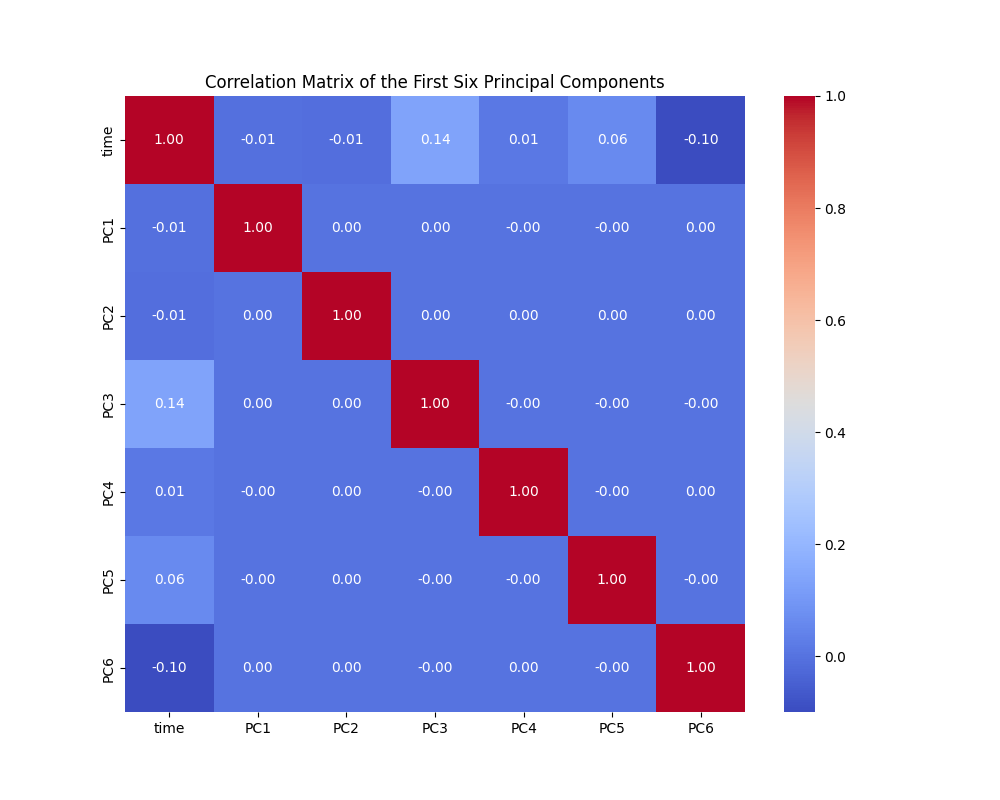 Correlation Matrix of the First Six Principal Components
time 1.00 -0.01 -0.01 0.14 0.01 0.06 -0.10
PC1 -0.01 1.00 0.00 0.00 -0.00 -0.00 0.00
PC2 -0.01 0.00 1.00 0.00 0.00 0.00 0.00
PC3 0.14 0.00 0.00 1.00 -0.00 -0.00 -0.00
PC4 0.01 -0.00 0.00 -0.00 1.00 -0.00 0.00
PC5 0.06 -0.00 0.00 -0.00 -0.00 1.00 -0.00
PC6 -0.10 0.00 0.00 -0.00 0.00 -0.00 1.00
time PC1 PC2 PC3 PC4 PC5 PC6
1.0
0.8
0.6
0.4
0.2
0.0